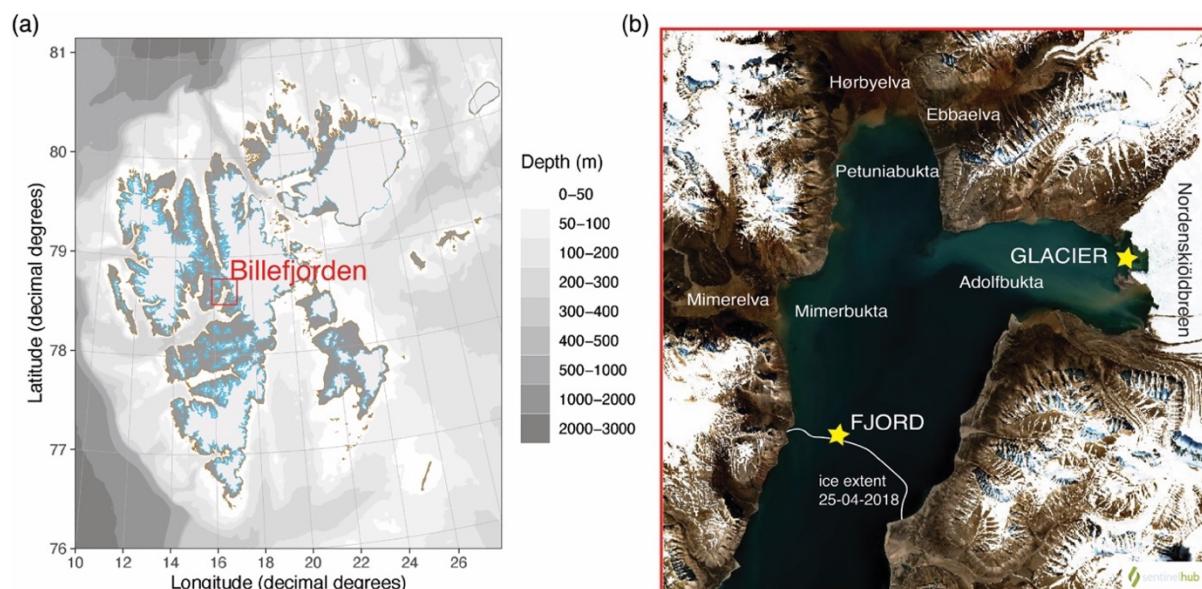 (a)
81
80
79
78
77
76
Latitude (decimal degrees)
10 12 14 16 18 20 22 24 26
Longitude (decimal degrees)
Billefjorden
Depth (m)
0–50
50–100
100–200
200–300
300–400
400–500
500–1000
1000–2000
2000–3000
(b)
Hørbyelva
Ebbaelva
Petuniabukta
Nordenskiöldbreen
GLACIER
Adolfbukta
Mimerelva
Mimerbukta
FJORD
ice extent
25-04-2018
sentinelhub